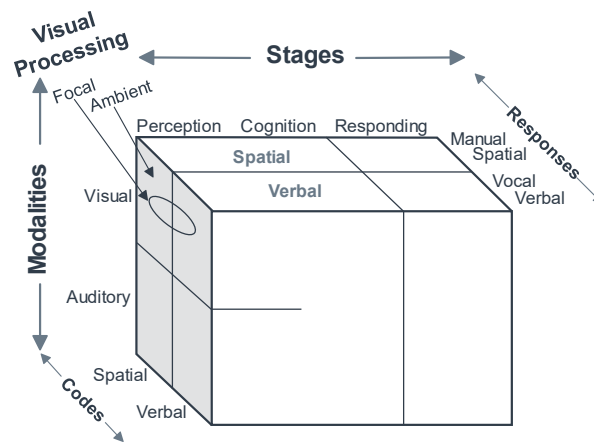 Visual
Processing
Stages
Focal
Ambient
Perception
Cognition
Responding
Manual
Spatial
Vocal
Verbal
Responses
Spatial
Verbal
Modalities
Visual
Auditory
Spatial
Verbal
Codes